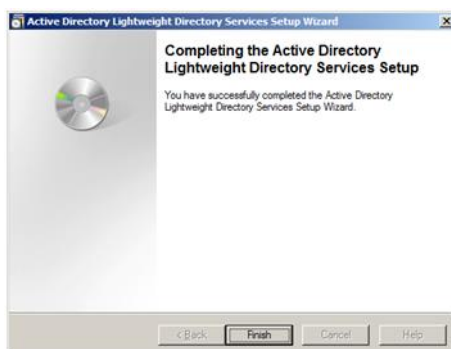 Active Directory Lightweight Directory Services Setup Wizard
Completing the Active Directory
Lightweight Directory Services Setup
You have successfully completed the Active Directory
Lightweight Directory Services Setup Wizard.
< Back
Finish
Cancel
Help